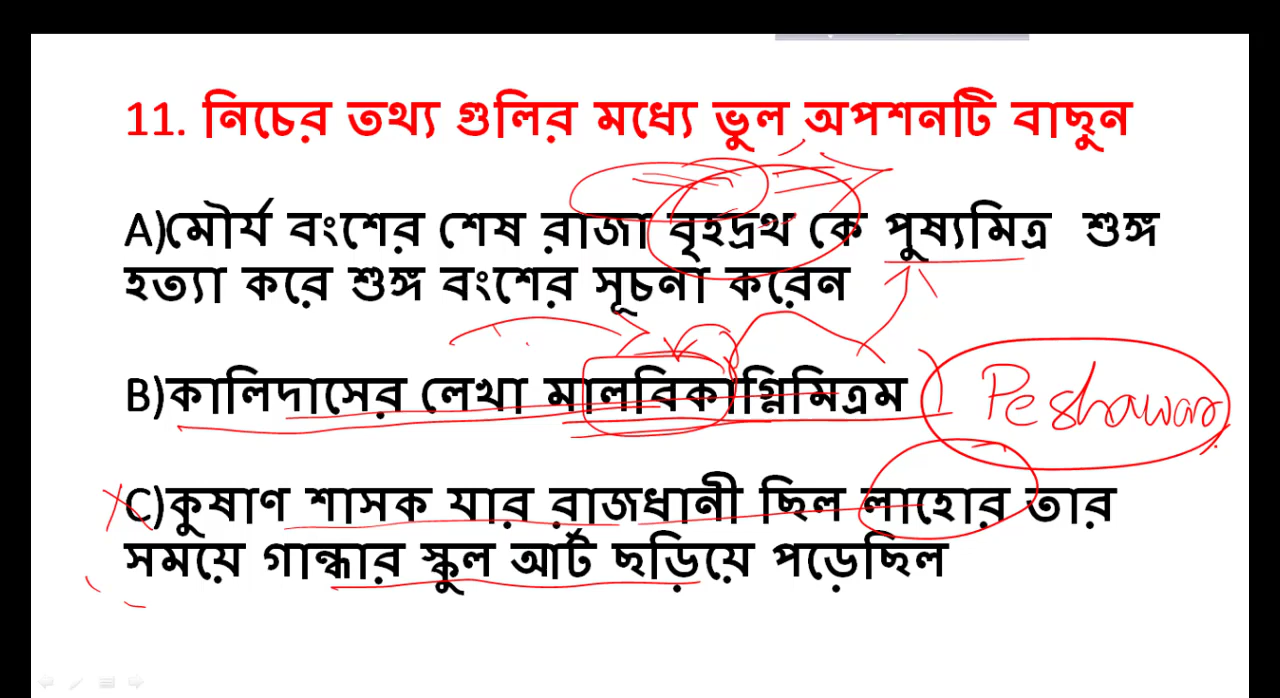 11. নিচের তথ্য গুলির মধ্যে ভুল অপশনটি বাছুন
A)মৌর্য বংশের শেষ রাজা বৃহদ্রথ কে পুষ্যমিত্র শুঙ্গ
হত্যা করে শুঙ্গ বংশের সূচনা করেন
B)কালিদাসের লেখা মালবিকাগ্নিমিত্রম
Peshawar
C)কুষাণ শাসক যার রাজধানী ছিল লাহোর তার
সময়ে গান্ধার স্কুল আর্ট ছড়িয়ে পড়েছিল